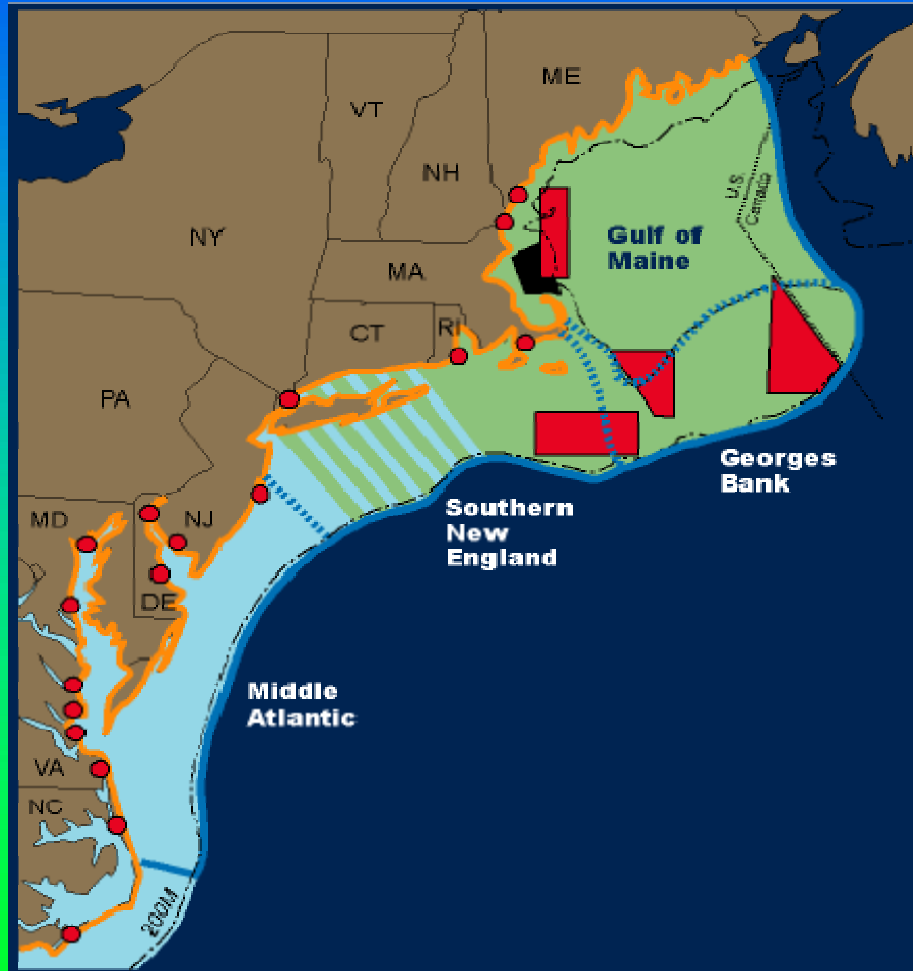 ME
VT
NH
NY
MA
U.S.
Canada
Gulf of
Maine
CT
RI
PA
Georges
Bank
Southern
New
England
MD
NJ
DE
Middle
Atlantic
VA
NC
200M